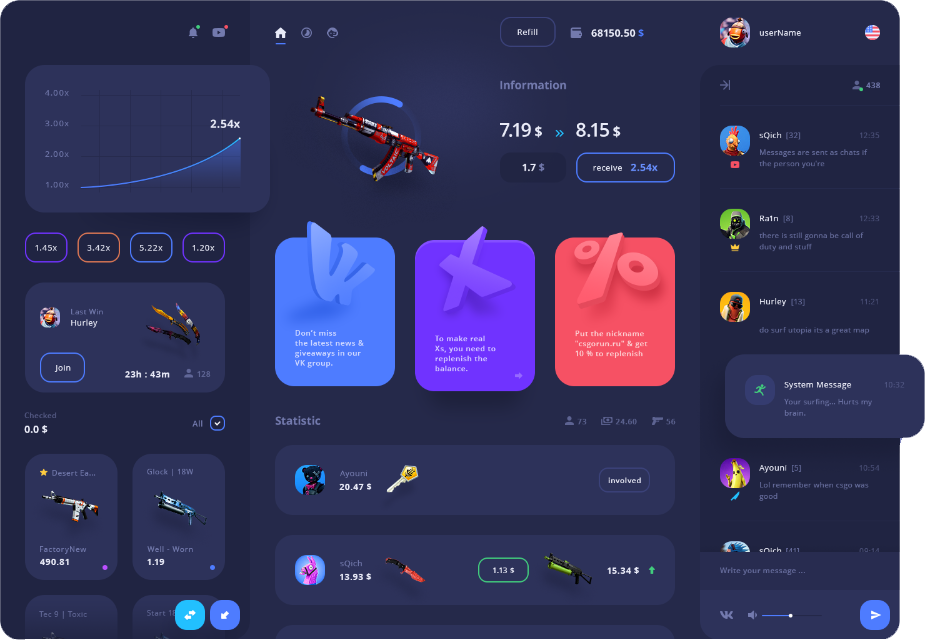 Refill
68150.50 $
userName
4.00x
3.00x
2.00x
1.00x
2.54x
1.45x
3.42x
5.22x
1.20x
Last Win
Hurley
Join
23h : 43m
128
Checked
0.0 $
All
Desert Ea...
FactoryNew
490.81
Glock | 18W
Well - Worn
1.19
Tec 9 | Toxic
Start
Information
7.19 $ » 8.15 $
1.7 $
receive 2.54x
W
Don't miss
the latest news &
giveaways in our
VK group.
X
To make real
Xs, you need to
replenish the
balance.
%
Put the nickname
"csgorun.ru" & get
10 % to replenish
Statistic
73
24.60
56
Ayouni
20.47 $
involved
sQich
13.93 $
1.13 $
15.34 $
438
sQich [32] 12:35
Messages are sent as chats if
the person you're
Ra1n [8] 12:33
there is still gonna be call of
duty and stuff
Hurley [13] 11:21
do surf utopia its a great map
System Message 10:32
Your surfing... Hurts my
brain.
Ayouni [5] 10:54
Lol remember when csgo was
good
sQich [41] 09:14
Write your message ...